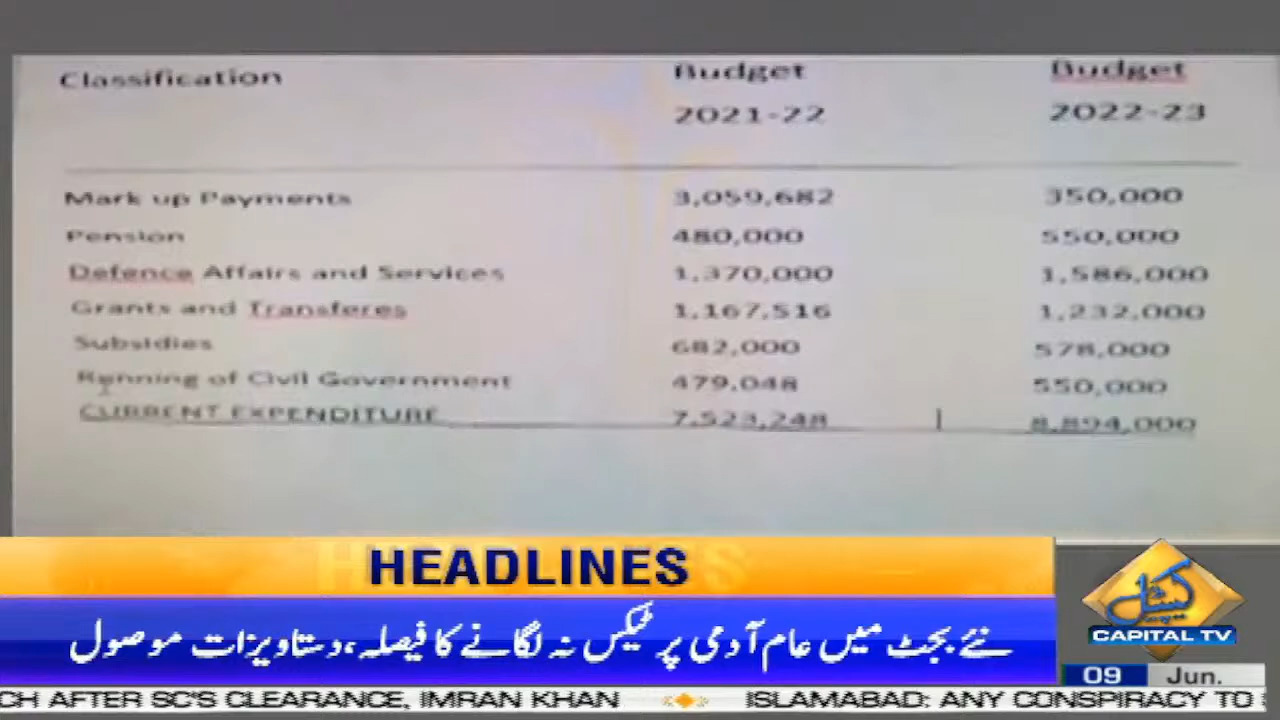 Classification Budget Budget
2021-22 2022-23
Mark up Payments 3,059,682 350,000
Pension 480,000 550,000
Defence Affairs and Services 1,370,000 1,586,000
Grants and Transferes 1,167,516 1,232,000
Subsidies 682,000 578,000
Running of Civil Government 479,048 550,000
CURRENT EXPENDITURE 7,523,248 8,894,000
HEADLINES
نئے بجٹ میں عام آدمی پر ٹیکس نہ لگانے کا فیصلہ، دستاویزات موصول
کیپٹل
CAPITAL TV
09 Jun.
CH AFTER SC'S CLEARANCE, IMRAN KHAN ISLAMABAD: ANY CONSPIRACY TO